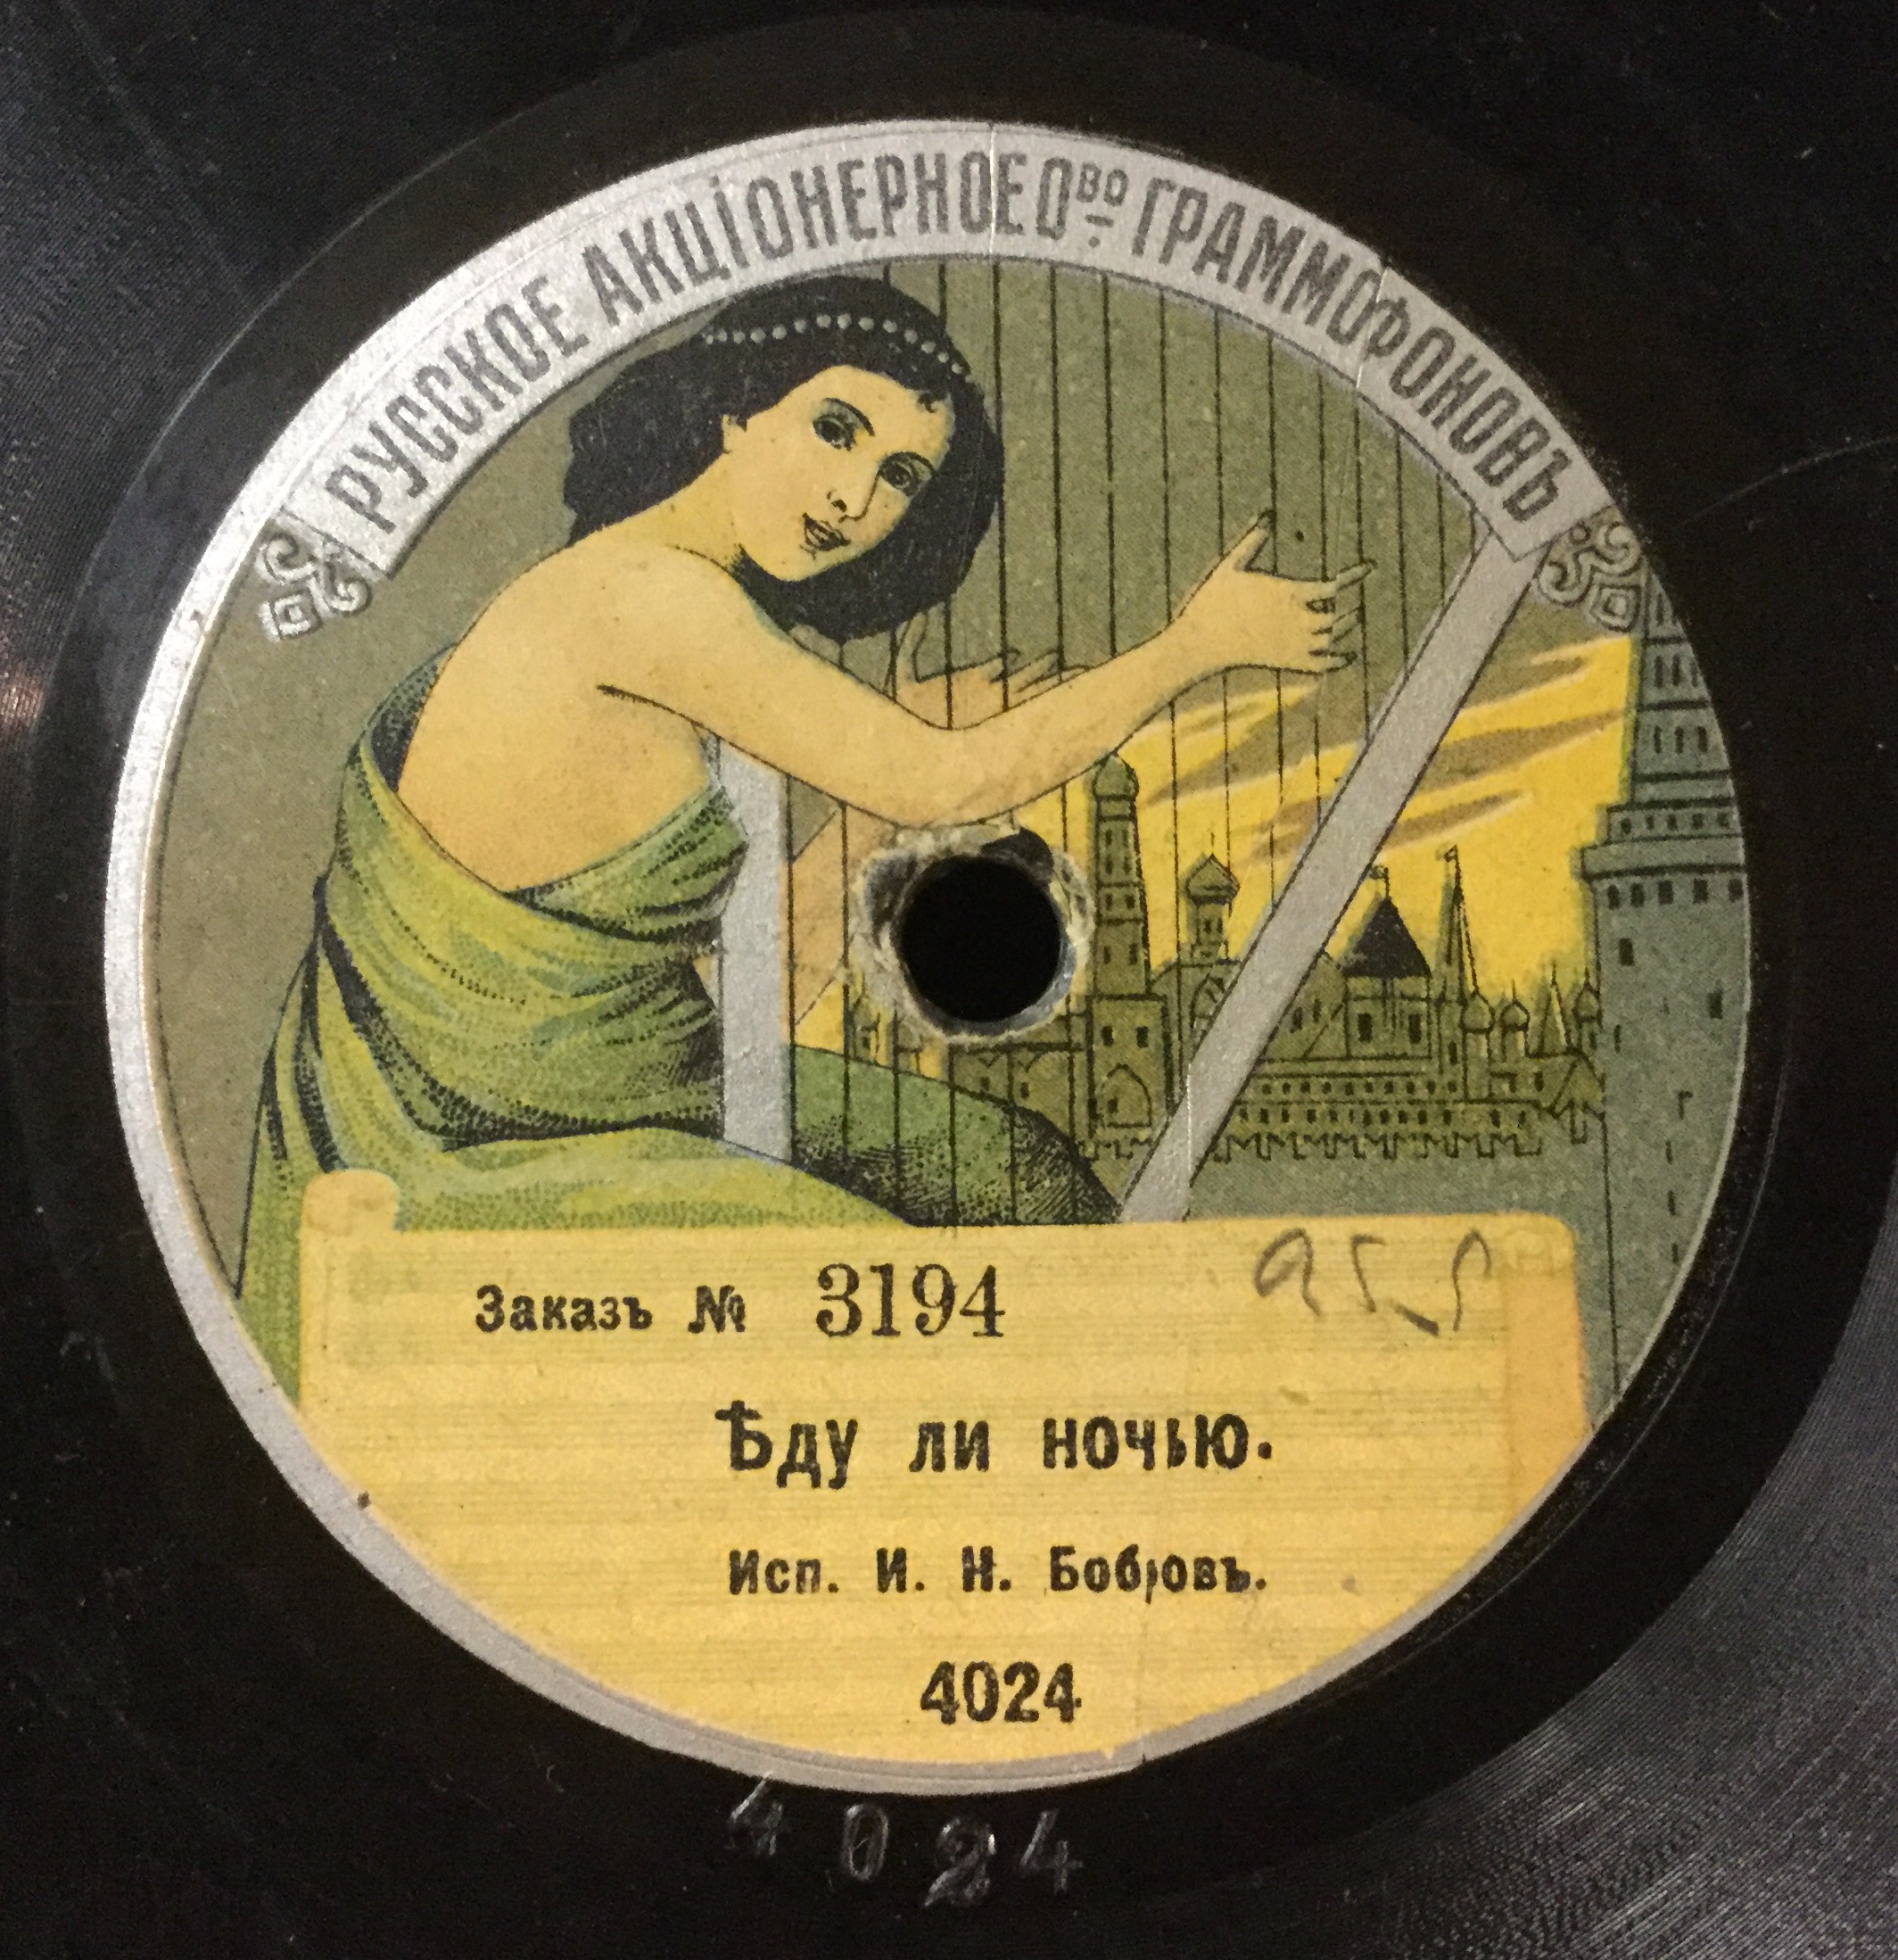 РУССКОЕ АКЦІОНЕРНОЕ О-ВО ГРАММОФОНОВЪ
Заказъ № 3194
Ѣду ли ночью.
Исп. И. Н. Бобровъ.
4024
4024